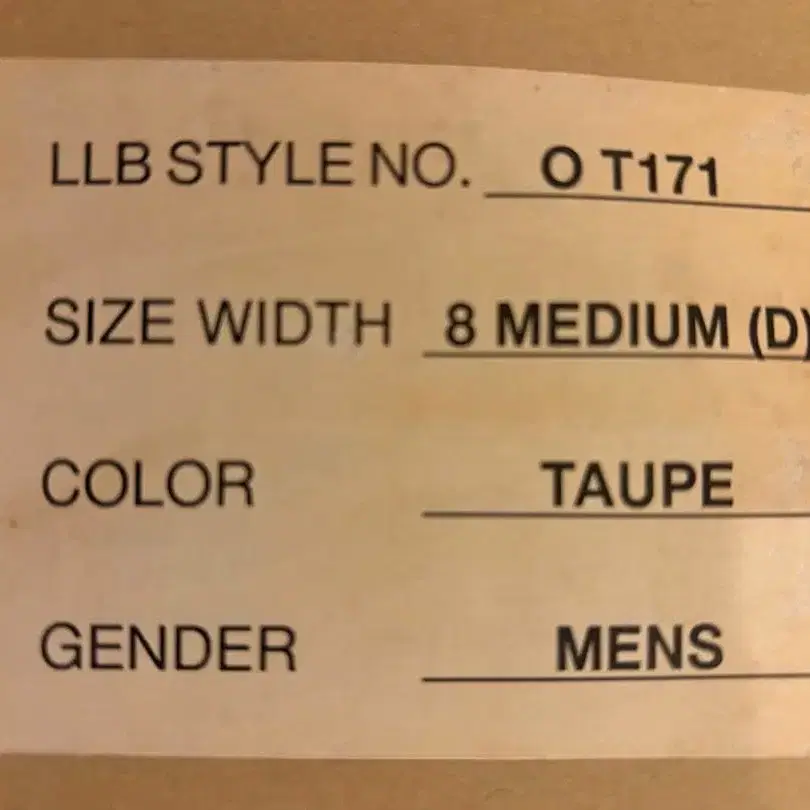 LLB STYLE NO. O T171
SIZE WIDTH 8 MEDIUM (D)
COLOR TAUPE
GENDER MENS